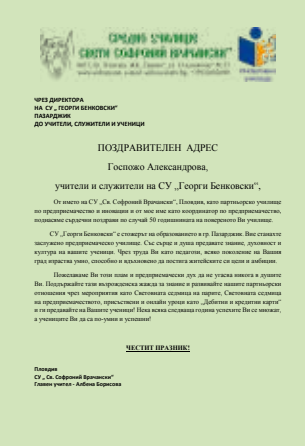 СРЕДНО УЧИЛИЩЕ
СВЕТИ СОФРОНИЙ ВРАЧАНСКИ"
ЧРЕЗ ДИРЕКТОРА
НА СУ „ ГЕОРГИ БЕНКОВСКИ"
ПАЗАРДЖИК
ДО УЧИТЕЛИ, СЛУЖИТЕЛИ И УЧЕНИЦИ
ПОЗДРАВИТЕЛЕН АДРЕС
Госпожо Александрова,
учители и служители на СУ „Георги Бенковски",
От името на СУ „Св. Софроний Врачански", Пловдив, като партньорско училище
по предприемачество и иновации и от мое име като координатор по предприемачество,
поднасяме сърдечни поздрави по случай 50 годишнината на повереното Ви училище.
СУ „Георги Бенковски" е стожерът на образованието в гр. Пазарджик. Вие станахте
заслужено предприемаческо училище. Със сърце и душа предавате знание, духовност и
култура на вашите ученици. Чрез труда Ви като педагози, всяко поколение на Вашия
град израства умно, способно и вдъхновено да постига житейските си цели и амбиции.
Пожелаваме Ви този плам и предприемачески дух да не угасва никога в душите
Ви. Поддържайте тази възрожденска жажда за знание и развивайте нашите партньорски
отношения чрез мероприятия като Световната седмица на парите, Световната седмица
на предприемачеството, присъствени и онлайн уроци като „Дебитни и кредитни карти"
и ги предавайте на Вашите ученици! Нека всяка следваща година успехите Ви се множат,
а учениците Ви да са по-умни и успешни!
ЧЕСТИТ ПРАЗНИК!
Пловдив
СУ „ Св. Софроний Врачански"
Главен учител - Албена Борисова